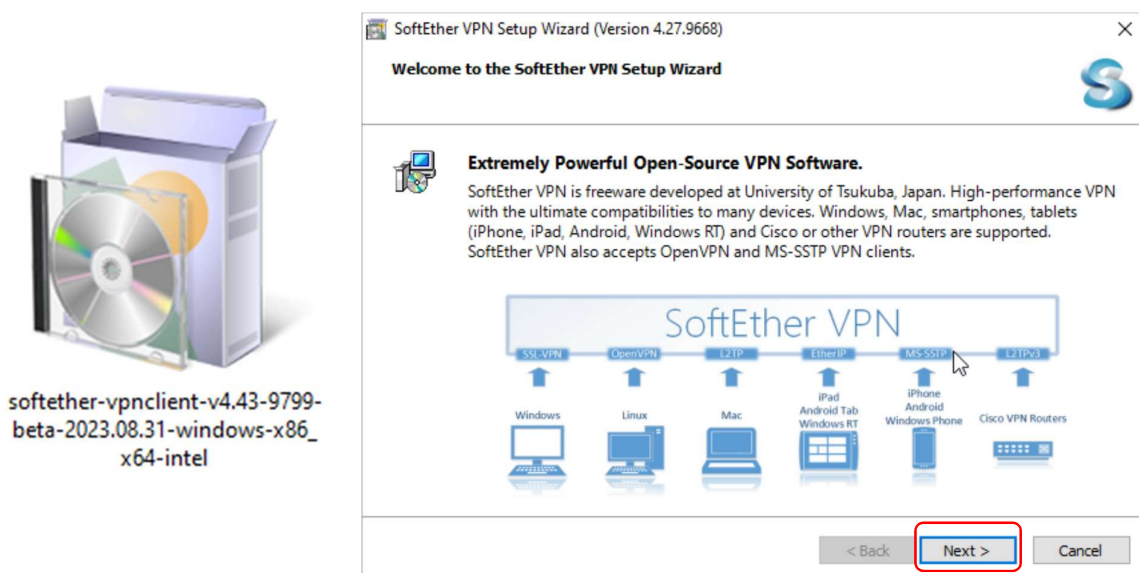 softether-vpnclient-v4.43-9799-
beta-2023.08.31-windows-x86_
x64-intel
SoftEther VPN Setup Wizard (Version 4.27.9668)
Welcome to the SoftEther VPN Setup Wizard
Extremely Powerful Open-Source VPN Software.
SoftEther VPN is freeware developed at University of Tsukuba, Japan. High-performance VPN
with the ultimate compatibilities to many devices. Windows, Mac, smartphones, tablets
(iPhone, iPad, Android, Windows RT) and Cisco or other VPN routers are supported.
SoftEther VPN also accepts OpenVPN and MS-SSTP VPN clients.
SoftEther VPN
SSL-VPN OpenVPN L2TP EtherIP MS-SSTP L2TPv3
Windows
Linux
Mac
iPad
Android Tab
Windows RT
iPhone
Android
Windows Phone
Cisco VPN Routers
< Back Next > Cancel